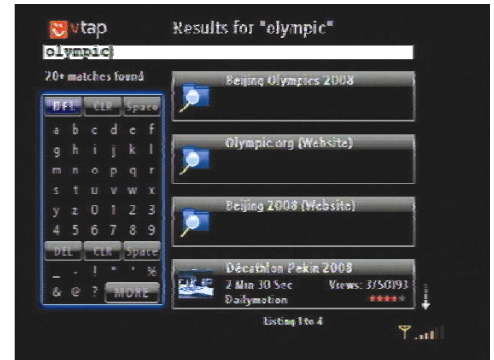 vtap
Results for "olympic"
olympic
20+ matches found
DEL CLR Space
a b c d e f
g h i j k l
m n o p q r
s t u v w x
y z 0 1 2 3
4 5 6 7 8 9
DEL CLR Space
_ - ! " ' %
& @ ? MORE
Beijing Olympics 2008
Olympic.org (Website)
Beijing 2008 (Website)
Décathlon Pekin 2008
2 Min 30 Sec Views: 3750193
Dailymotion
Listing 1 to 4